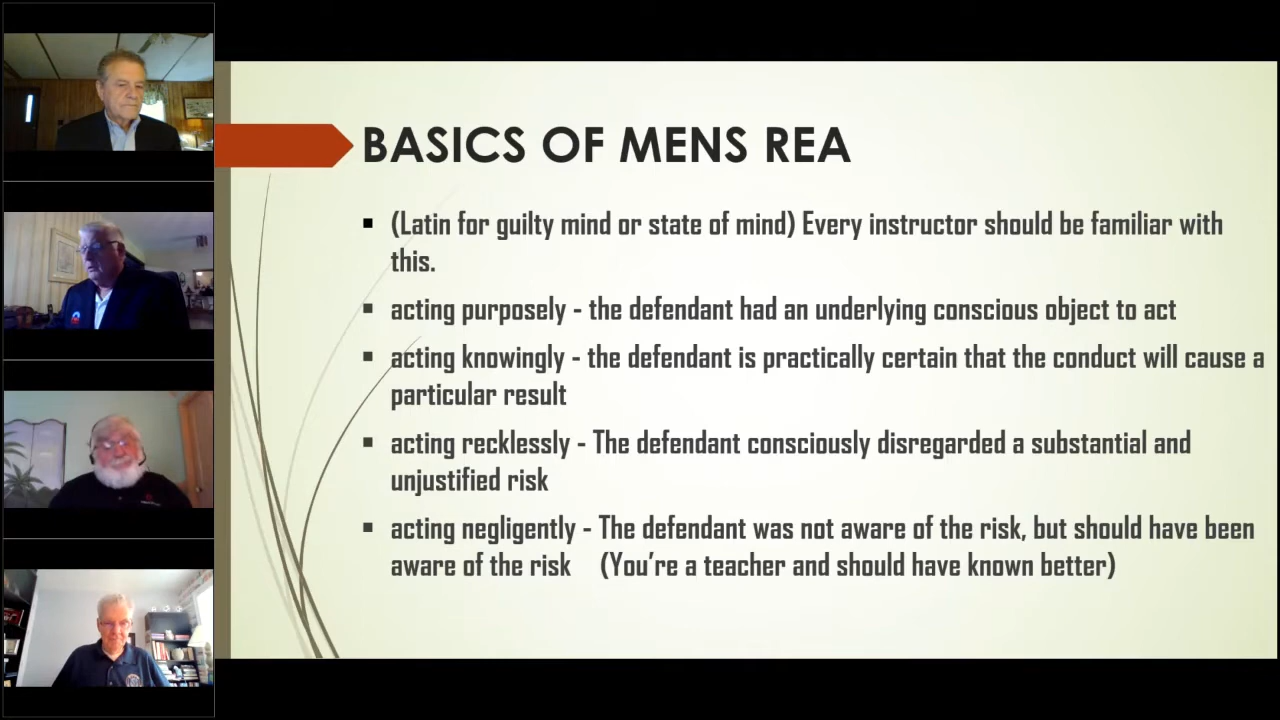 BASICS OF MENS REA
(Latin for guilty mind or state of mind) Every instructor should be familiar with
this.
acting purposely - the defendant had an underlying conscious object to act
acting knowingly - the defendant is practically certain that the conduct will cause a
particular result
acting recklessly - The defendant consciously disregarded a substantial and
unjustified risk
acting negligently - The defendant was not aware of the risk, but should have been
aware of the risk (You're a teacher and should have known better)